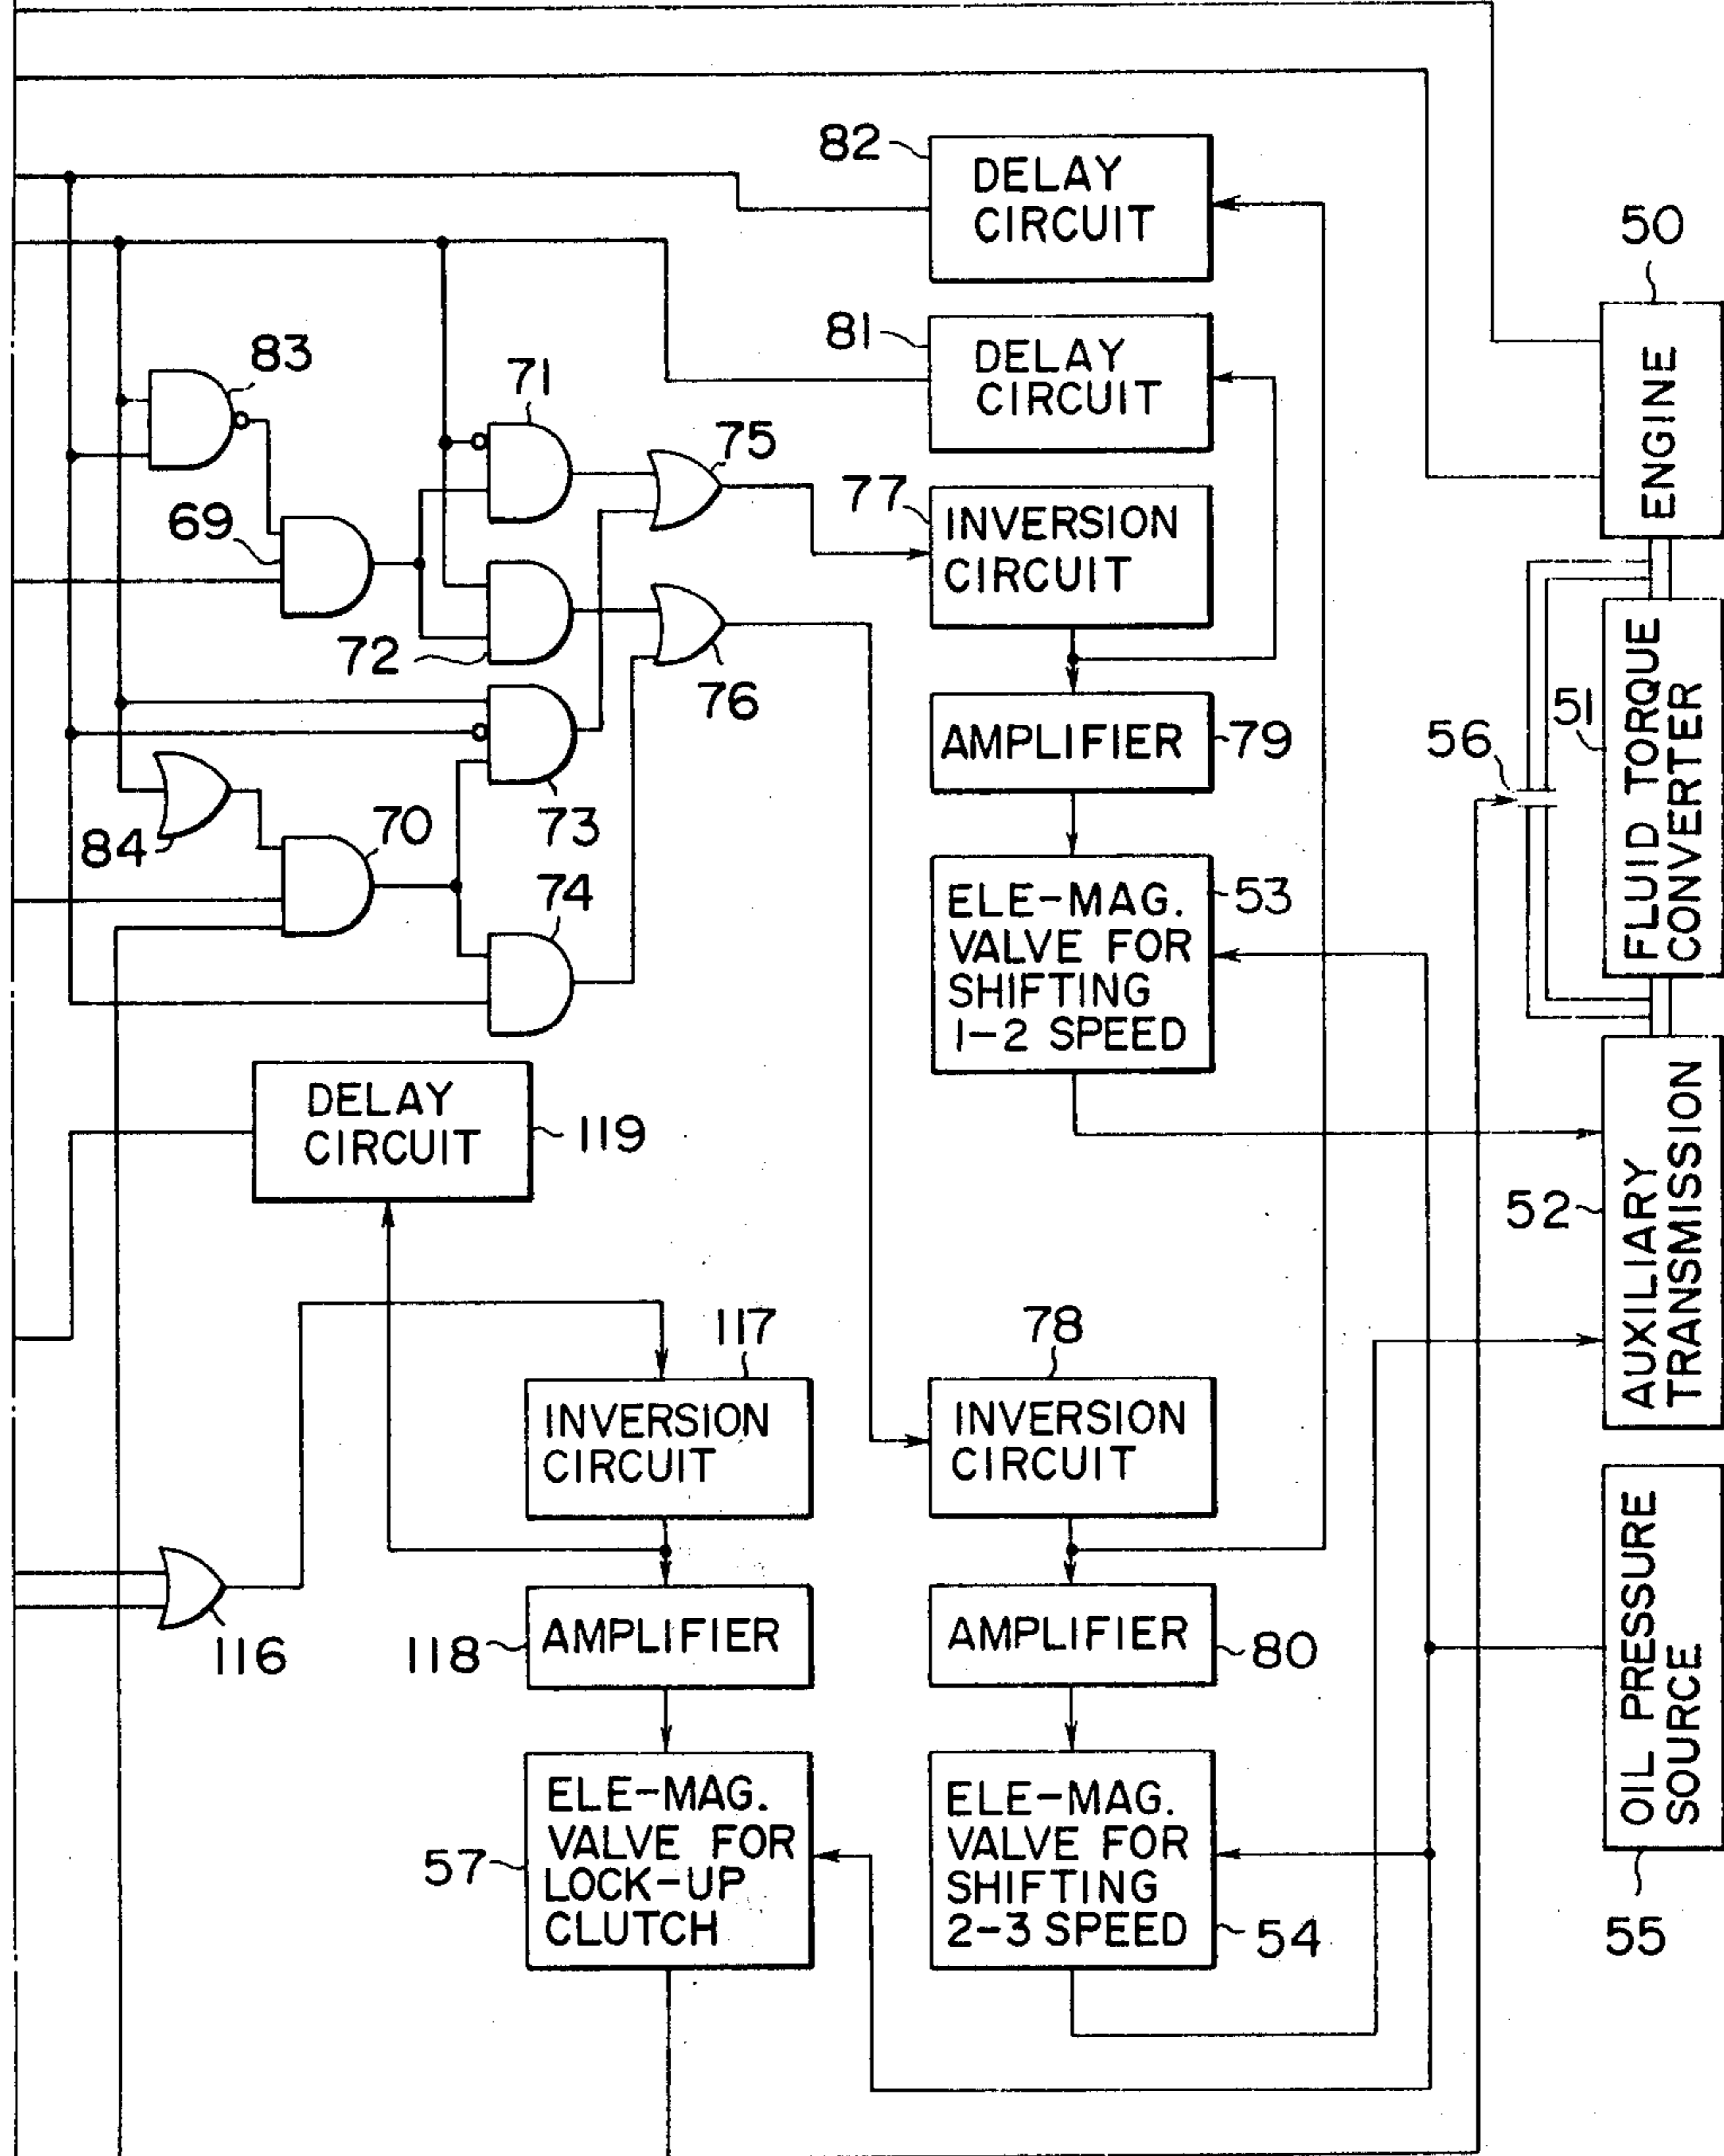 82
DELAY
CIRCUIT
50
ENGINE
81
DELAY
CIRCUIT
83
71
75
77
INVERSION
CIRCUIT
69
72
76
AMPLIFIER
79
56
51
FLUID TORQUE
CONVERTER
73
84
70
74
ELE-MAG.
VALVE FOR
SHIFTING
1-2 SPEED
53
DELAY
CIRCUIT
119
52
AUXILIARY
TRANSMISSION
117
INVERSION
CIRCUIT
78
INVERSION
CIRCUIT
116
118
AMPLIFIER
AMPLIFIER
80
OIL PRESSURE
SOURCE
55
57
ELE-MAG.
VALVE FOR
LOCK-UP
CLUTCH
ELE-MAG.
VALVE FOR
SHIFTING
2-3 SPEED
54